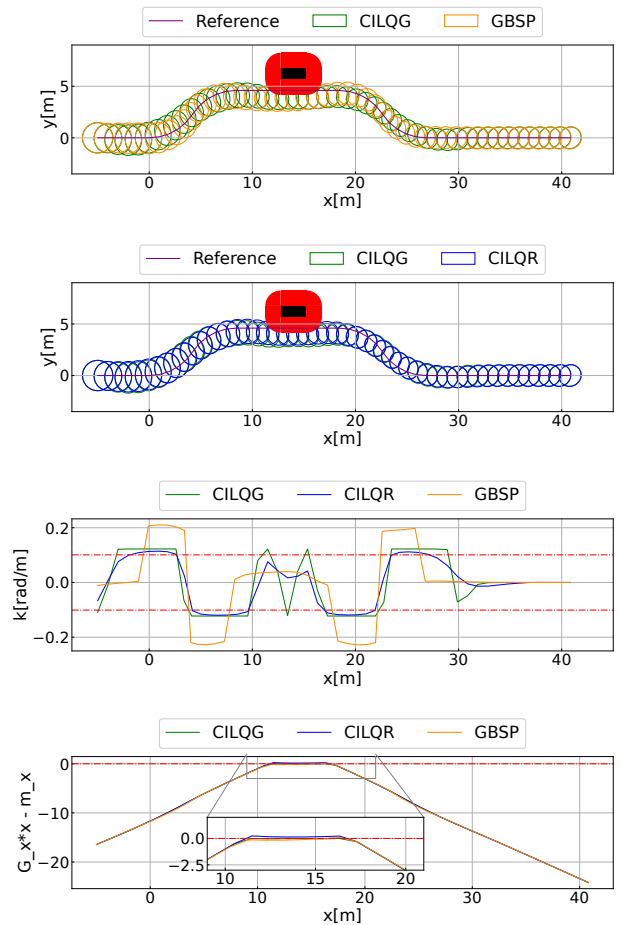 Reference CILQG GBSP
5
0
y[m]
0 10 20 30 40
x[m]
Reference CILQG CILQR
5
0
y[m]
0 10 20 30 40
x[m]
CILQG CILQR GBSP
0.2
0.0
−0.2
k[rad/m]
0 10 20 30 40
x[m]
CILQG CILQR GBSP
0
−10
−20
G_x*x - m_x
0.0
−2.5
10 15 20
0 10 20 30 40
x[m]